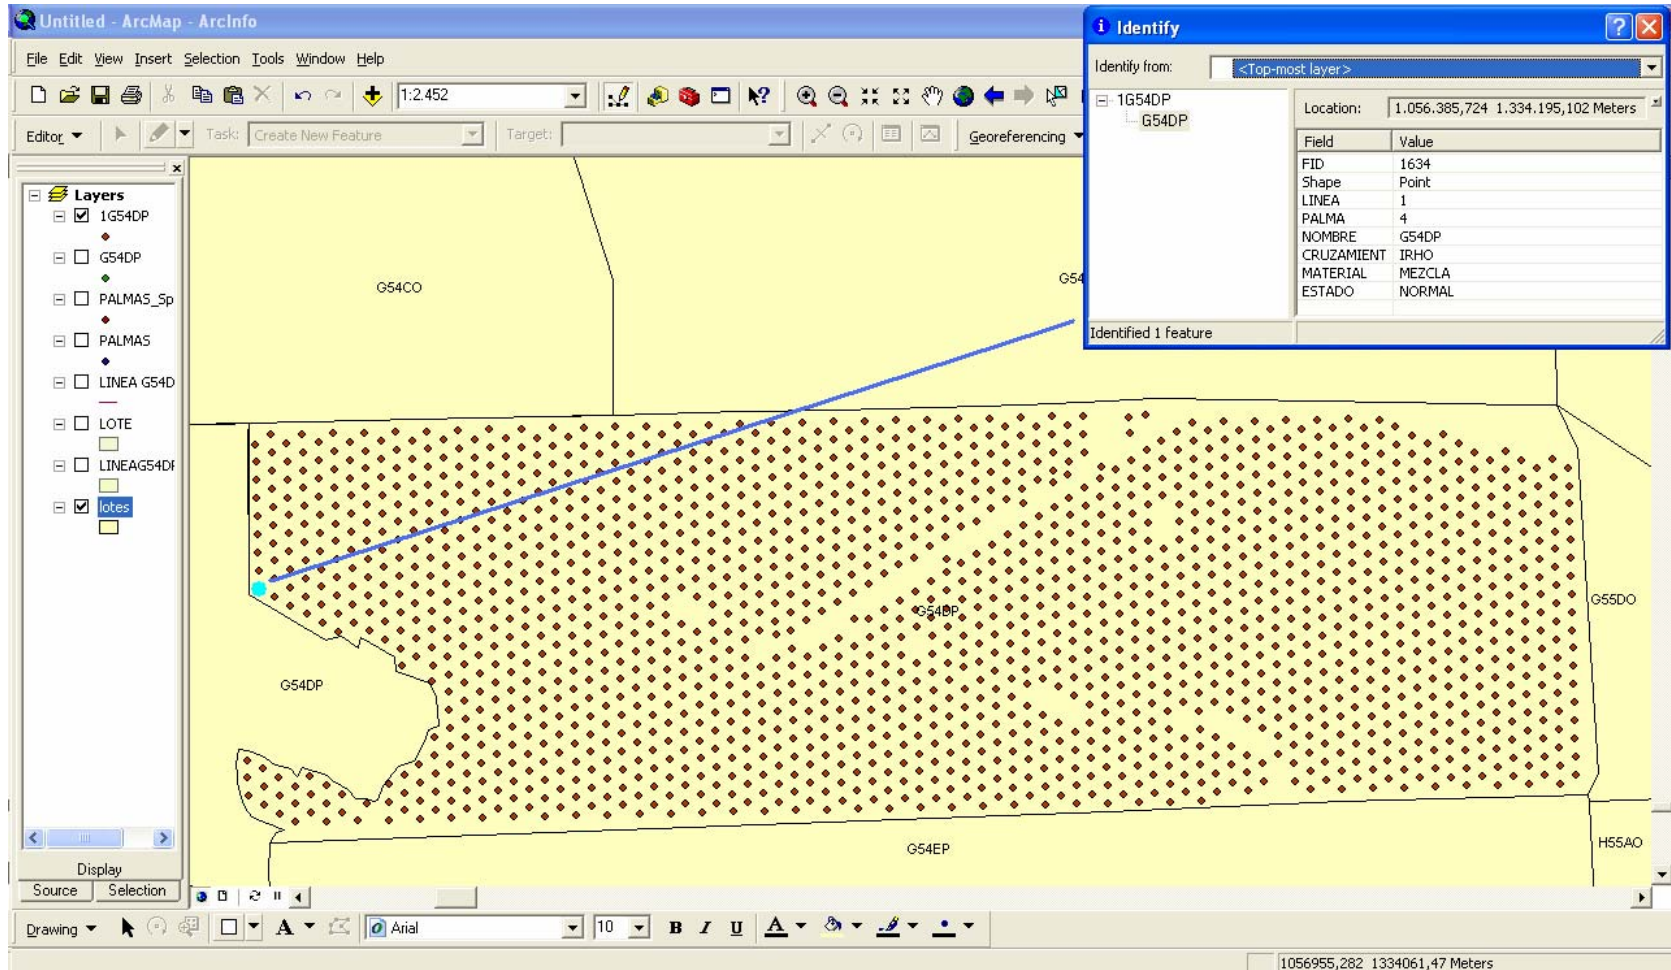 Untitled - ArcMap - ArcInfo
File Edit View Insert Selection Tools Window Help
1:2.452
Editor Task: Create New Feature Target: Georeferencing
Layers
1G54DP
G54DP
PALMAS_Sp
PALMAS
LINEA G54D
LOTE
LINEAG54DF
lotes
Display
Source Selection
G54CO
G54
G54DP
G54DP
G55DO
G54EP
H55AO
Identify
Identify from: <Top-most layer>
1G54DP
G54DP
Location: 1.056.385,724 1.334.195,102 Meters
Field Value
FID 1634
Shape Point
LINEA 1
PALMA 4
NOMBRE G54DP
CRUZAMIENT IRHO
MATERIAL MEZCLA
ESTADO NORMAL
Identified 1 feature
Drawing A Arial 10 B I U A
1056955,282 1334061,47 Meters